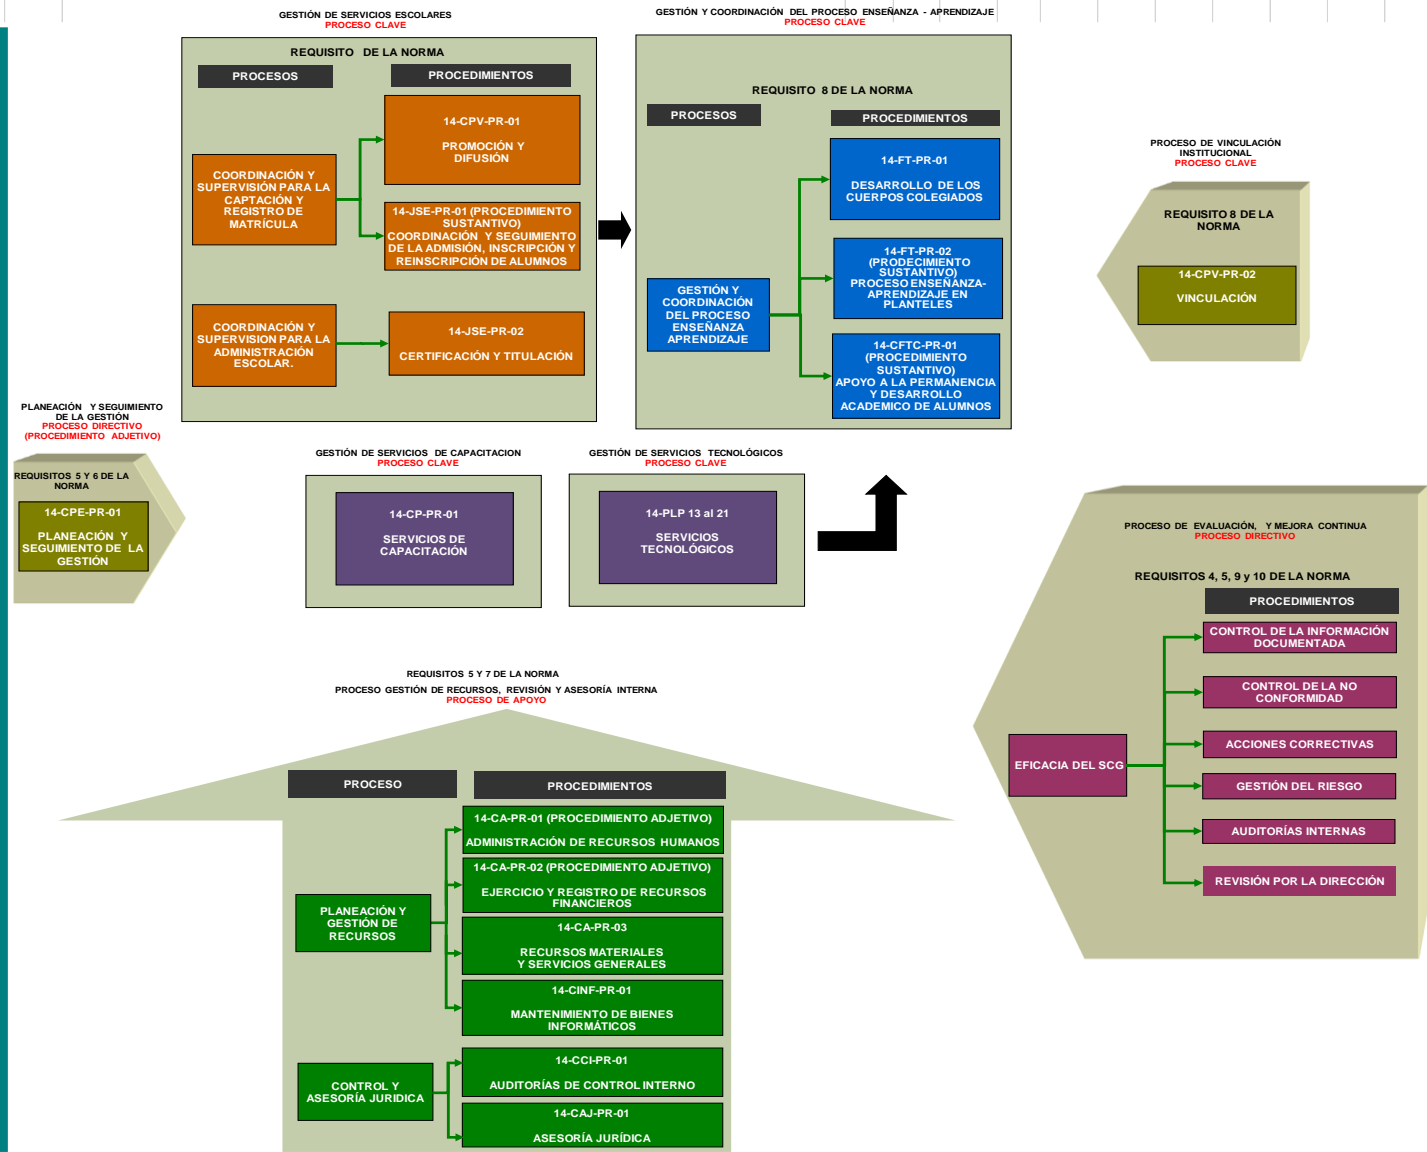 GESTIÓN DE SERVICIOS ESCOLARES
PROCESO CLAVE
REQUISITO DE LA NORMA
PROCESOS
PROCEDIMIENTOS
COORDINACIÓN Y
SUPERVISIÓN PARA LA
CAPTACIÓN Y
REGISTRO DE
MATRÍCULA
14-CPV-PR-01
PROMOCIÓN Y
DIFUSIÓN
14-JSE-PR-01 (PROCEDIMIENTO
SUSTANTIVO)
COORDINACIÓN Y SEGUIMIENTO
DE LA ADMISIÓN, INSCRIPCIÓN Y
REINSCRIPCIÓN DE ALUMNOS
COORDINACIÓN Y
SUPERVISION PARA LA
ADMINISTRACIÓN
ESCOLAR.
14-JSE-PR-02
CERTIFICACIÓN Y TITULACIÓN
GESTIÓN Y COORDINACIÓN DEL PROCESO ENSEÑANZA - APRENDIZAJE
PROCESO CLAVE
REQUISITO 8 DE LA NORMA
PROCESOS
PROCEDIMIENTOS
GESTIÓN Y
COORDINACIÓN
DEL PROCESO
ENSEÑANZA
APRENDIZAJE
14-FT-PR-01
DESARROLLO DE LOS
CUERPOS COLEGIADOS
14-FT-PR-02
(PRODECIMIENTO
SUSTANTIVO)
PROCESO ENSEÑANZA-
APRENDIZAJE EN
PLANTELES
14-CFTC-PR-01
(PROCEDIMIENTO
SUSTANTIVO)
APOYO A LA PERMANENCIA
Y DESARROLLO
ACADEMICO DE ALUMNOS
PROCESO DE VINCULACIÓN
INSTITUCIONAL
PROCESO CLAVE
REQUISITO 8 DE LA
NORMA
14-CPV-PR-02
VINCULACIÓN
PLANEACIÓN Y SEGUIMIENTO
DE LA GESTIÓN
PROCESO DIRECTIVO
(PROCEDIMIENTO ADJETIVO)
REQUISITOS 5 Y 6 DE LA
NORMA
14-CPE-PR-01
PLANEACIÓN Y
SEGUIMIENTO DE LA
GESTIÓN
GESTIÓN DE SERVICIOS DE CAPACITACION
PROCESO CLAVE
14-CP-PR-01
SERVICIOS DE
CAPACITACIÓN
GESTIÓN DE SERVICIOS TECNOLÓGICOS
PROCESO CLAVE
14-PLP 13 al 21
SERVICIOS
TECNOLÓGICOS
PROCESO DE EVALUACIÓN, Y MEJORA CONTINUA
PROCESO DIRECTIVO
REQUISITOS 4, 5, 9 y 10 DE LA NORMA
PROCEDIMIENTOS
EFICACIA DEL SCG
CONTROL DE LA INFORMACIÓN
DOCUMENTADA
CONTROL DE LA NO
CONFORMIDAD
ACCIONES CORRECTIVAS
GESTIÓN DEL RIESGO
AUDITORÍAS INTERNAS
REVISIÓN POR LA DIRECCIÓN
REQUISITOS 5 Y 7 DE LA NORMA
PROCESO GESTIÓN DE RECURSOS, REVISIÓN Y ASESORÍA INTERNA
PROCESO DE APOYO
PROCESO
PROCEDIMIENTOS
PLANEACIÓN Y
GESTIÓN DE
RECURSOS
14-CA-PR-01 (PROCEDIMIENTO ADJETIVO)
ADMINISTRACIÓN DE RECURSOS HUMANOS
14-CA-PR-02 (PROCEDIMIENTO ADJETIVO)
EJERCICIO Y REGISTRO DE RECURSOS
FINANCIEROS
14-CA-PR-03
RECURSOS MATERIALES
Y SERVICIOS GENERALES
14-CINF-PR-01
MANTENIMIENTO DE BIENES
INFORMÁTICOS
CONTROL Y
ASESORÍA JURIDICA
14-CCI-PR-01
AUDITORÍAS DE CONTROL INTERNO
14-CAJ-PR-01
ASESORÍA JURÍDICA